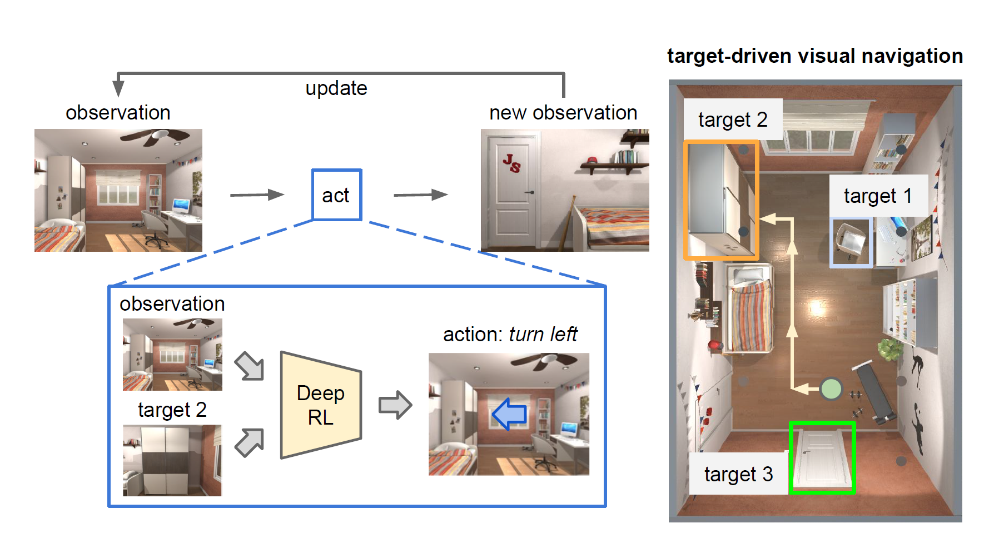 target-driven visual navigation
update
observation
new observation
act
observation
target 2
Deep
RL
action: turn left
target 2
target 1
target 3
JS